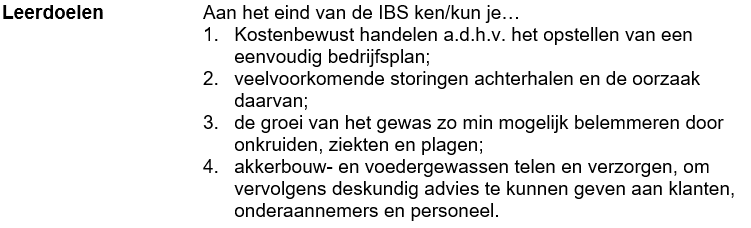 Leerdoelen Aan het eind van de IBS ken/kun je…
1. Kostenbewust handelen a.d.h.v. het opstellen van een
eenvoudig bedrijfsplan;
2. veelvoorkomende storingen achterhalen en de oorzaak
daarvan;
3. de groei van het gewas zo min mogelijk belemmeren door
onkruiden, ziekten en plagen;
4. akkerbouw- en voedergewassen telen en verzorgen, om
vervolgens deskundig advies te kunnen geven aan klanten,
onderaannemers en personeel.